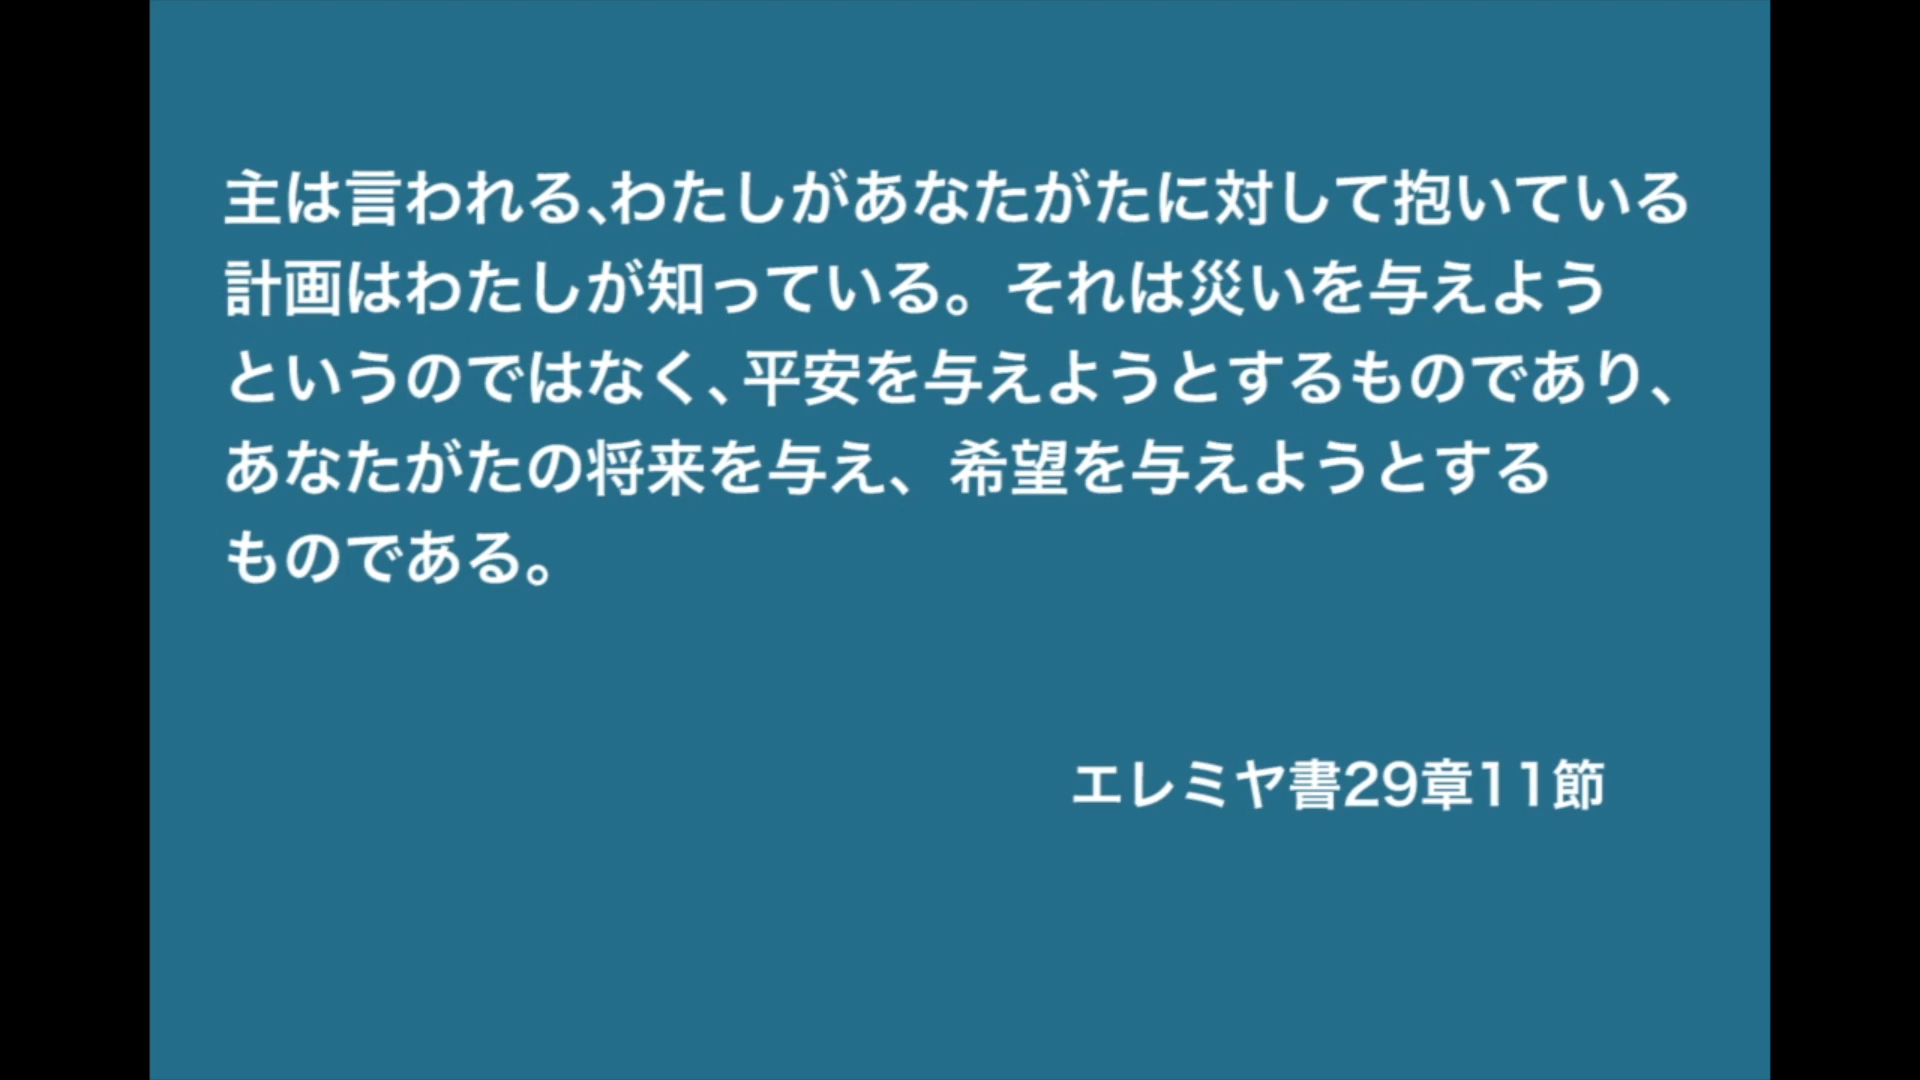 主は言われる、わたしがあなたがたに対して抱いている
計画はわたしが知っている。それは災いを与えよう
というのではなく、平安を与えようとするものであり、
あなたがたの将来を与え、希望を与えようとする
ものである。
エレミヤ書29章11節